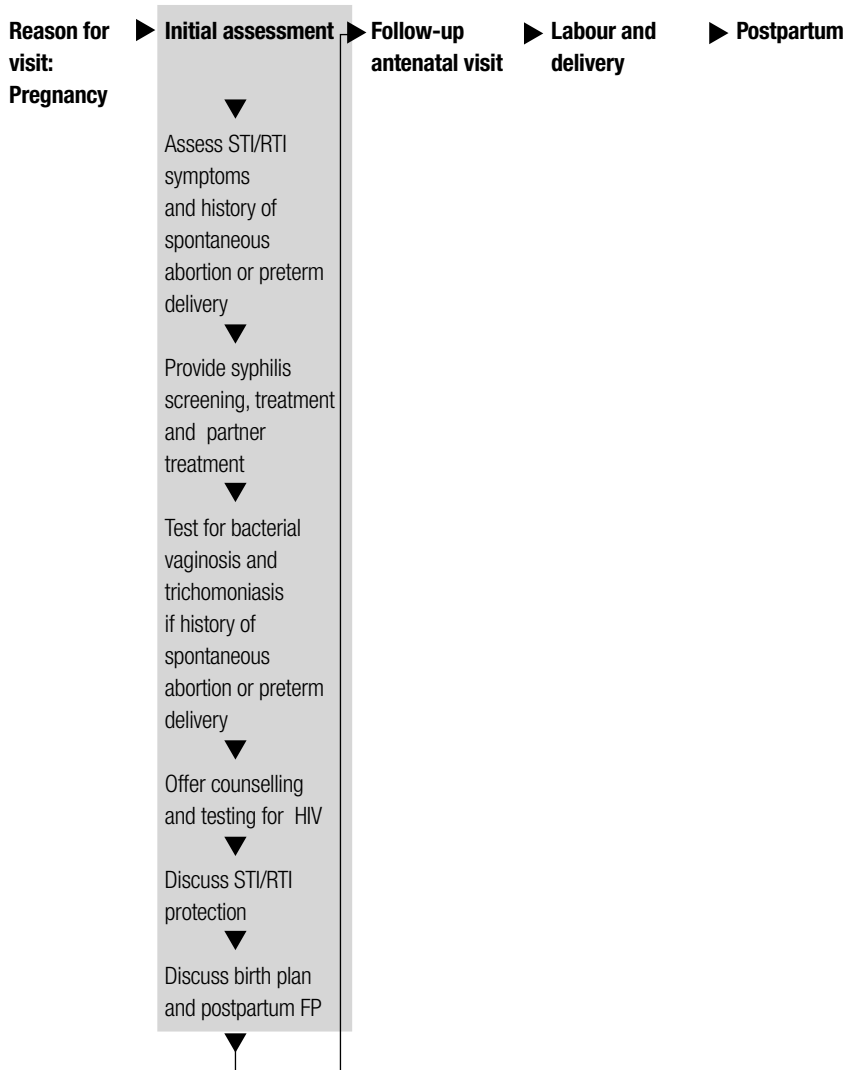 Reason for
visit:
Pregnancy
Initial assessment
Follow-up
antenatal visit
Labour and
delivery
Postpartum
Assess STI/RTI
symptoms
and history of
spontaneous
abortion or preterm
delivery
Provide syphilis
screening, treatment
and partner
treatment
Test for bacterial
vaginosis and
trichomoniasis
if history of
spontaneous
abortion or preterm
delivery
Offer counselling
and testing for HIV
Discuss STI/RTI
protection
Discuss birth plan
and postpartum FP